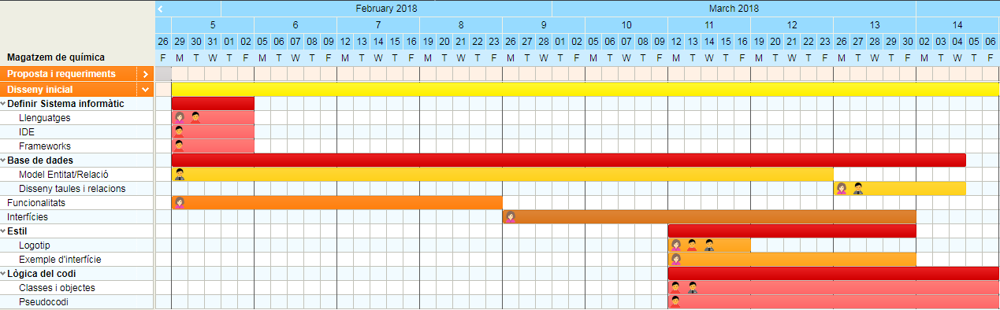 February 2018 March 2018
5 6 7 8 9 10 11 12 13 14
26 29 30 31 01 02 05 06 07 08 09 12 13 14 15 16 19 20 21 22 23 26 27 28 01 02 05 06 07 08 09 12 13 14 15 16 19 20 21 22 23 26 27 28 29 30 02 03 04 05 06
Magatzem de química F M T W T F M T W T F M T W T F M T W T F M T W T F M T W T F M T W T F M T W T F M T W T F M T W T F
Proposta i requeriments
Disseny inicial
Definir Sistema informàtic
Llenguatges
IDE
Frameworks
Base de dades
Model Entitat/Relació
Disseny taules i relacions
Funcionalitats
Interfícies
Estil
Logotip
Exemple d'interfície
Lògica del codi
Classes i objectes
Pseudocodi